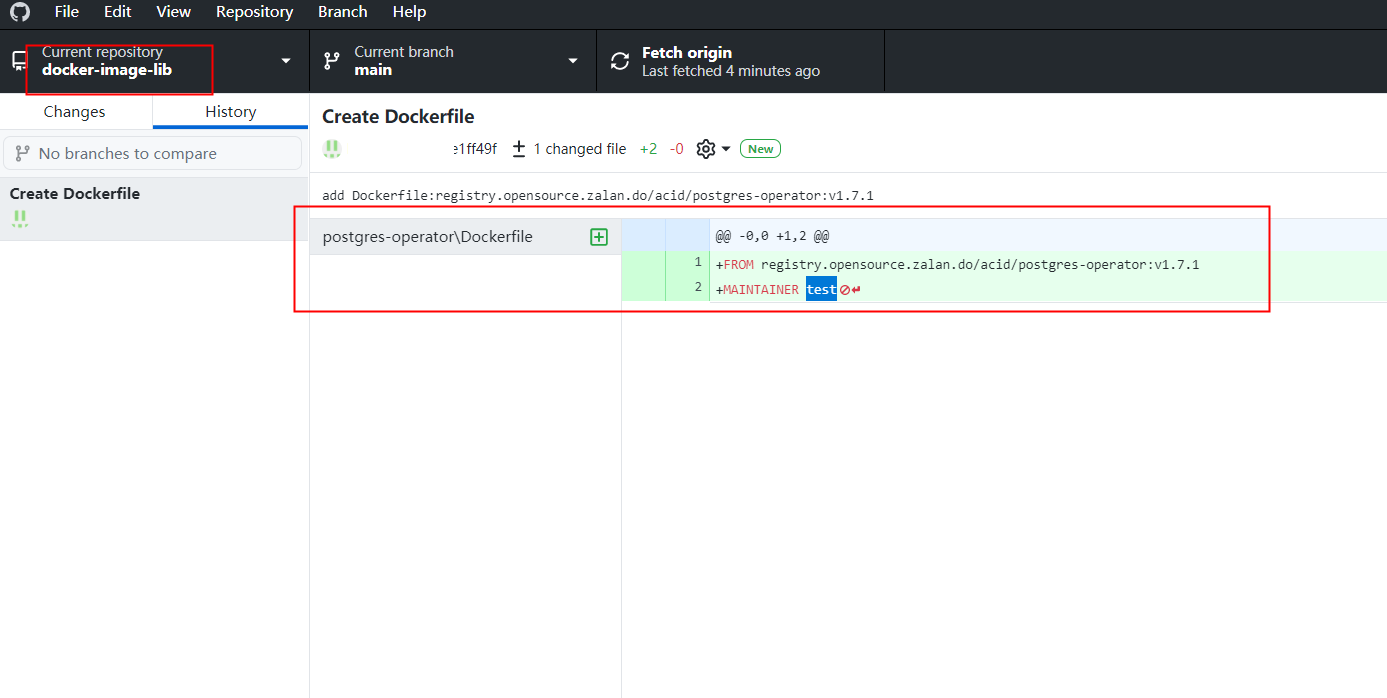 File Edit View Repository Branch Help
Current repository
docker-image-lib
Current branch
main
Fetch origin
Last fetched 4 minutes ago
Changes
History
No branches to compare
Create Dockerfile
Create Dockerfile
1ff49f
1 changed file
+2 -0
New
add Dockerfile:registry.opensource.zalan.do/acid/postgres-operator:v1.7.1
postgres-operator\Dockerfile
@@ -0,0 +1,2 @@
1 +FROM registry.opensource.zalan.do/acid/postgres-operator:v1.7.1
2 +MAINTAINER test